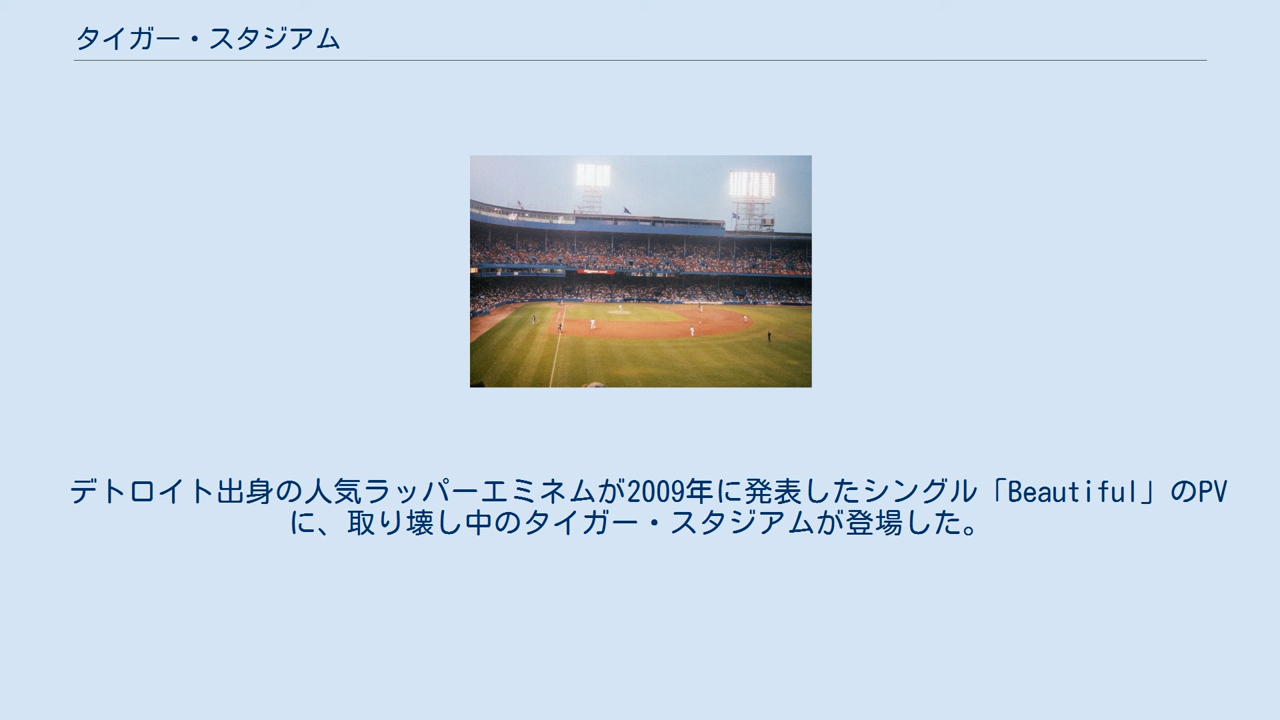 タイガー・スタジアム
デトロイト出身の人気ラッパーエミネムが2009年に発表したシングル「Beautiful」のPV
に、取り壊し中のタイガー・スタジアムが登場した。